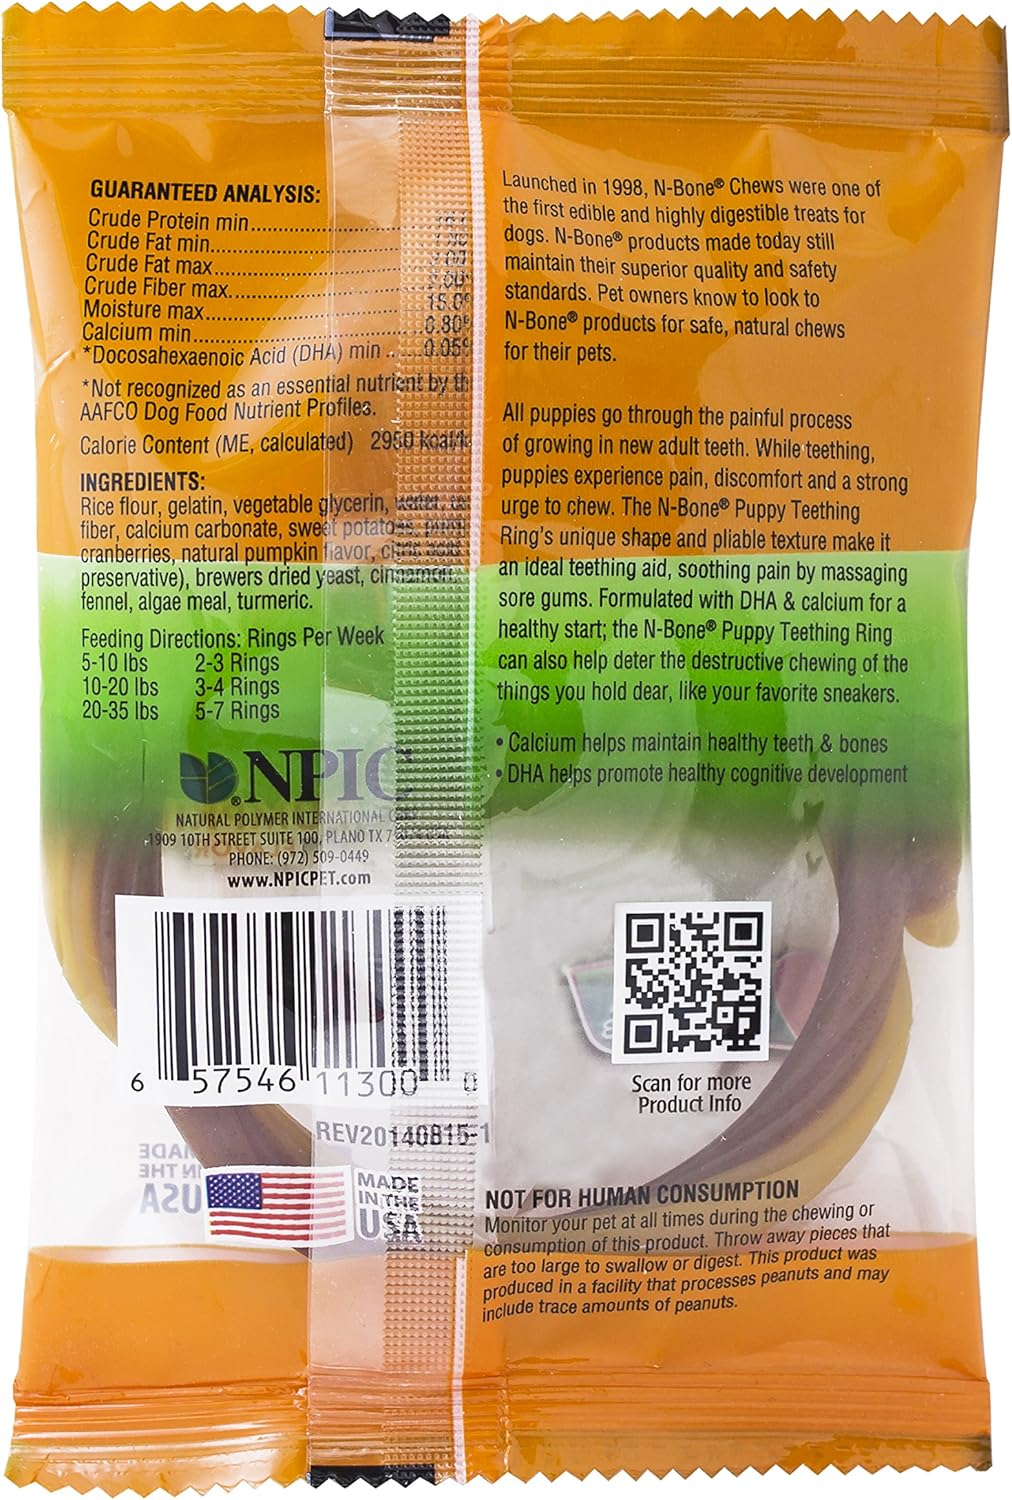 GUARANTEED ANALYSIS:
Crude Protein min
Crude Fat min
Crude Fat max
Crude Fiber max
Moisture max 15.0%
Calcium min 0.80%
*Docosahexaenoic Acid (DHA) min 0.05%
*Not recognized as an essential nutrient by the
AAFCO Dog Food Nutrient Profiles.
Calorie Content (ME, calculated) 2950
INGREDIENTS:
Rice flour, gelatin, vegetable glycerin, water,
fiber, calcium carbonate, sweet potatoes,
cranberries, natural pumpkin flavor, citric acid
preservative), brewers dried yeast, cinnamon,
fennel, algae meal, turmeric.
Feeding Directions: Rings Per Week
5-10 lbs 2-3 Rings
10-20 lbs 3-4 Rings
20-35 lbs 5-7 Rings
NPIC
NATURAL POLYMER INTERNATIONAL CORP
1909 10TH STREET SUITE 100, PLANO TX
PHONE: (972) 509-0449
www.NPICPET.com
6 57546 11300 0
REV20140815-1
MADE
IN THE
USA
MADE
IN THE
USA
Launched in 1998, N-Bone® Chews were one of
the first edible and highly digestible treats for
dogs. N-Bone® products made today still
maintain their superior quality and safety
standards. Pet owners know to look to
N-Bone® products for safe, natural chews
for their pets.
All puppies go through the painful process
of growing in new adult teeth. While teething,
puppies experience pain, discomfort and a strong
urge to chew. The N-Bone® Puppy Teething
Ring's unique shape and pliable texture make it
an ideal teething aid, soothing pain by massaging
sore gums. Formulated with DHA & calcium for a
healthy start; the N-Bone® Puppy Teething Ring
can also help deter the destructive chewing of the
things you hold dear, like your favorite sneakers.
• Calcium helps maintain healthy teeth & bones
• DHA helps promote healthy cognitive development
Scan for more
Product Info
NOT FOR HUMAN CONSUMPTION
Monitor your pet at all times during the chewing or
consumption of this product. Throw away pieces that
are too large to swallow or digest. This product was
produced in a facility that processes peanuts and may
include trace amounts of peanuts.